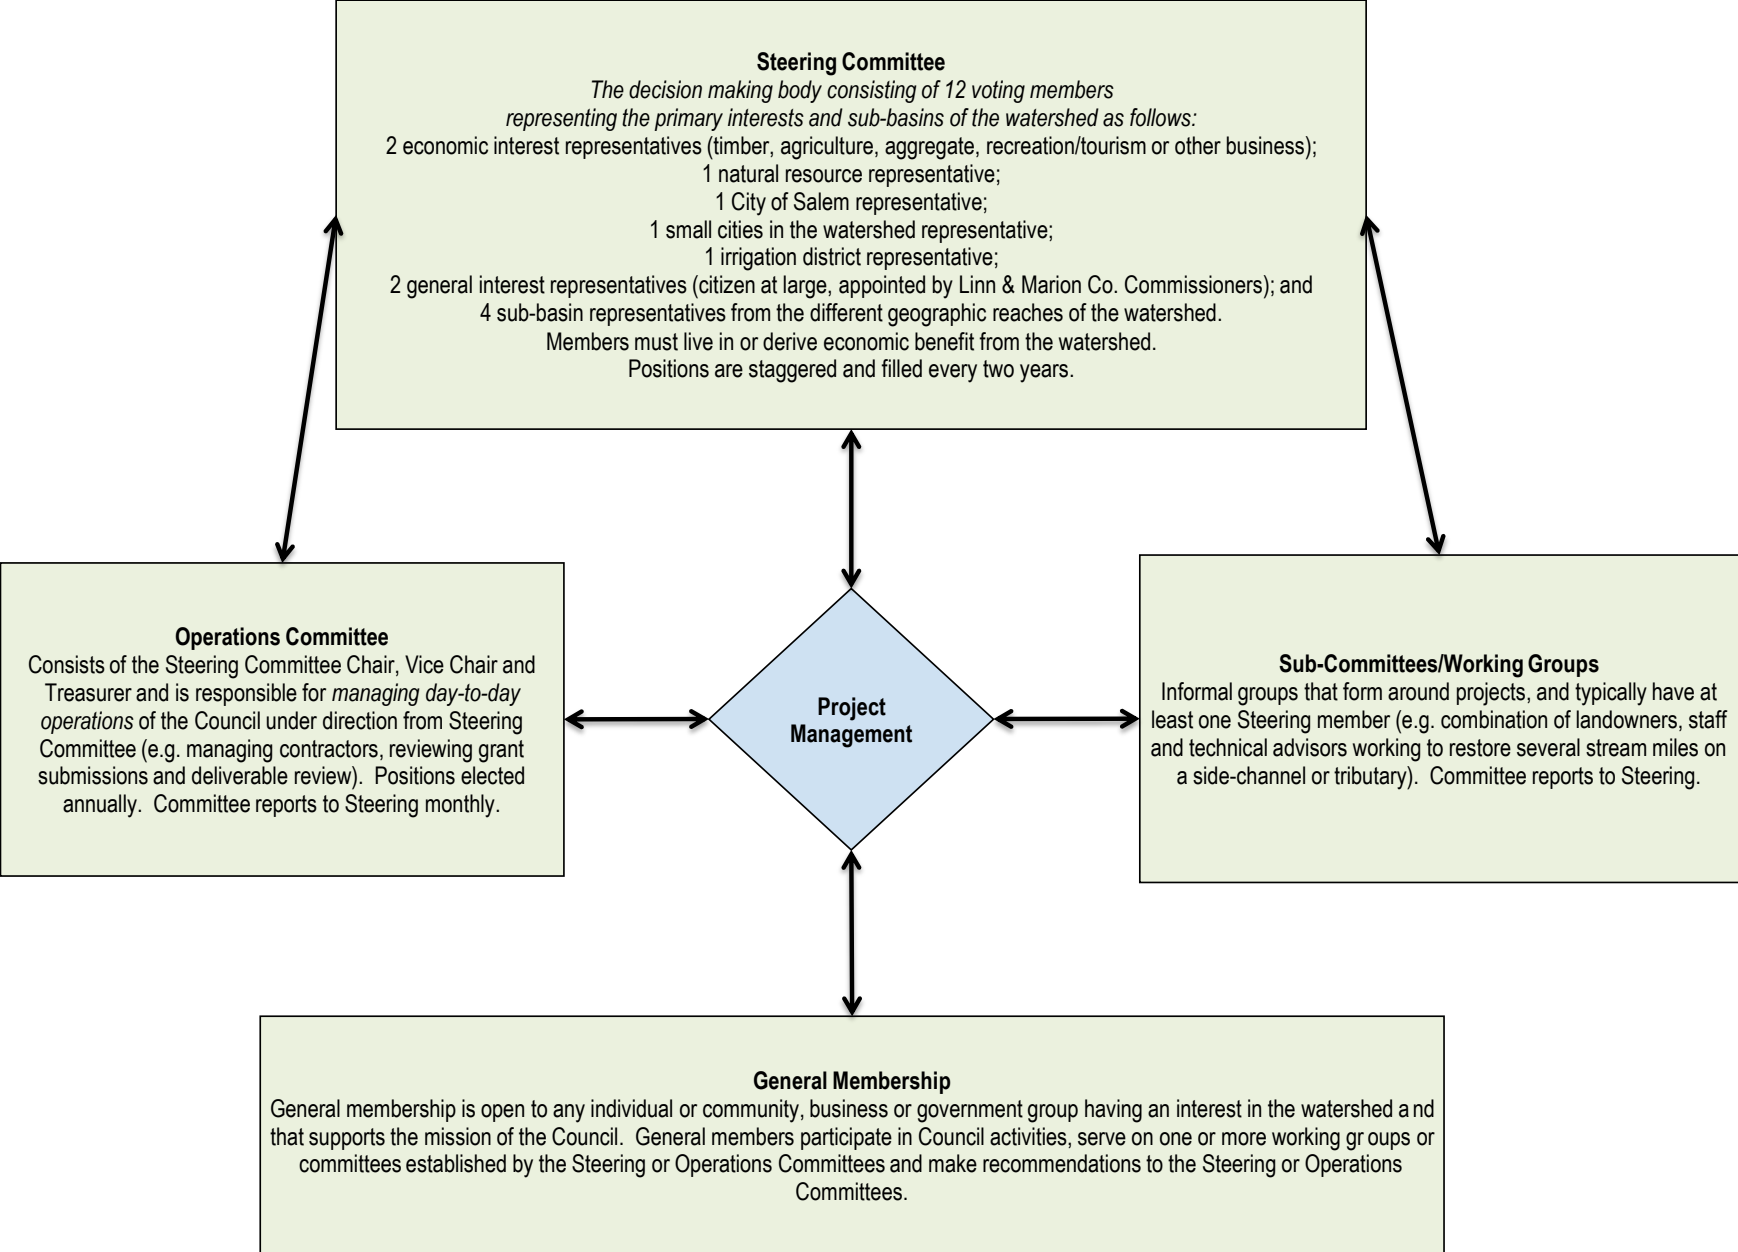 Steering Committee
The decision making body consisting of 12 voting members
representing the primary interests and sub-basins of the watershed as follows:
2 economic interest representatives (timber, agriculture, aggregate, recreation/tourism or other business);
1 natural resource representative;
1 City of Salem representative;
1 small cities in the watershed representative;
1 irrigation district representative;
2 general interest representatives (citizen at large, appointed by Linn & Marion Co. Commissioners); and
4 sub-basin representatives from the different geographic reaches of the watershed.
Members must live in or derive economic benefit from the watershed.
Positions are staggered and filled every two years.
Operations Committee
Consists of the Steering Committee Chair, Vice Chair and
Treasurer and is responsible for managing day-to-day
operations of the Council under direction from Steering
Committee (e.g. managing contractors, reviewing grant
submissions and deliverable review). Positions elected
annually. Committee reports to Steering monthly.
Project
Management
Sub-Committees/Working Groups
Informal groups that form around projects, and typically have at
least one Steering member (e.g. combination of landowners, staff
and technical advisors working to restore several stream miles on
a side-channel or tributary). Committee reports to Steering.
General Membership
General membership is open to any individual or community, business or government group having an interest in the watershed and
that supports the mission of the Council. General members participate in Council activities, serve on one or more working groups or
committees established by the Steering or Operations Committees and make recommendations to the Steering or Operations
Committees.